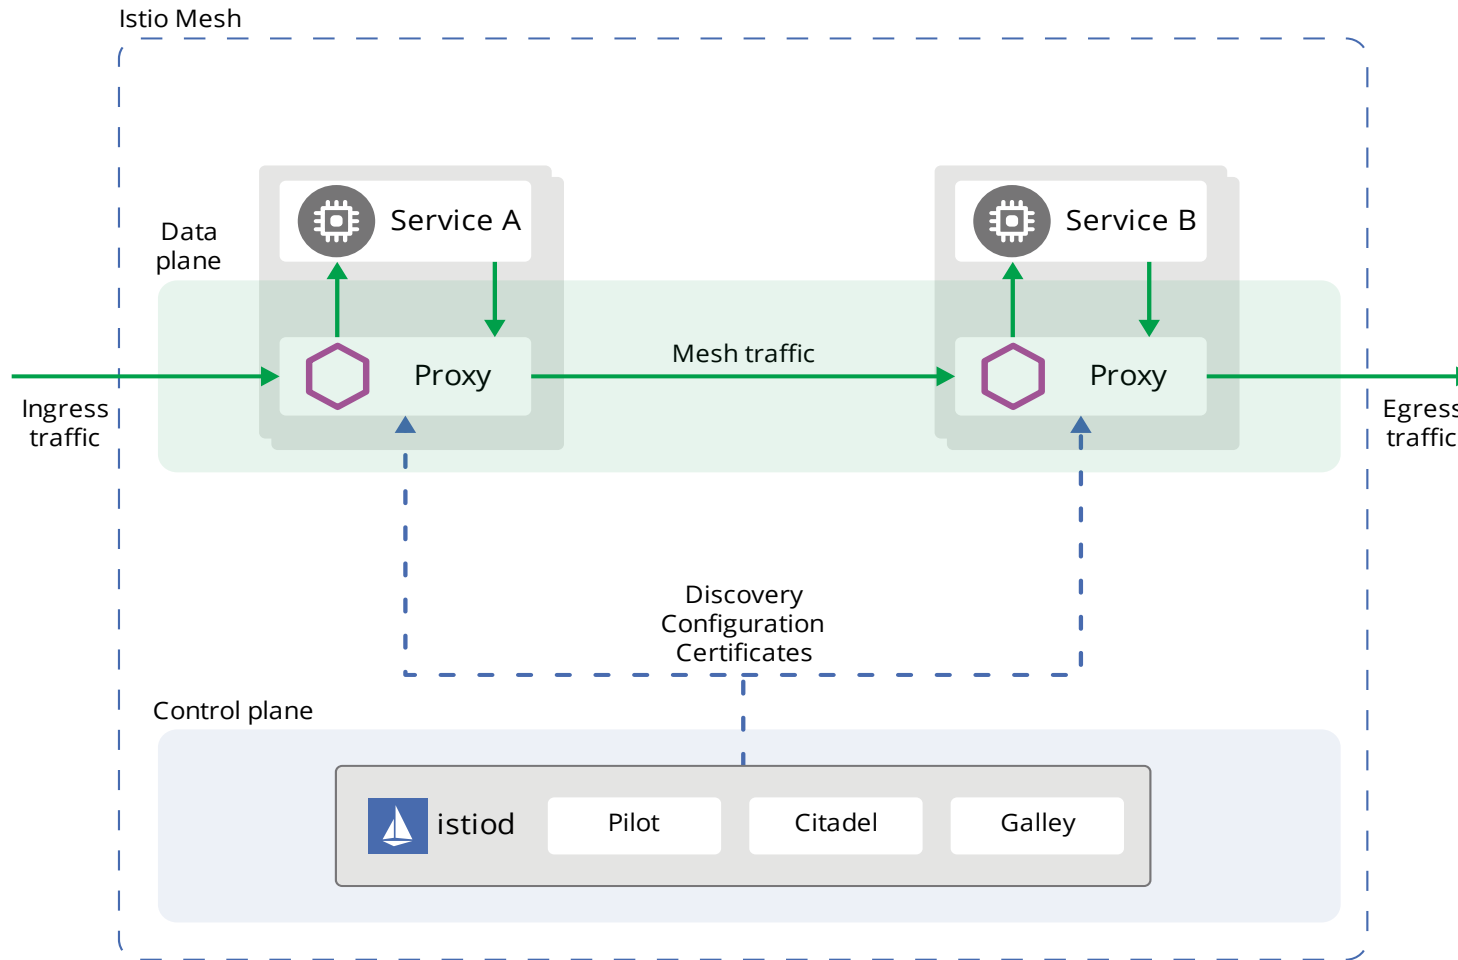 Istio Mesh
Service A
Service B
Data
plane
Mesh traffic
Proxy
Proxy
Ingress
traffic
Egress
traffic
Discovery
Configuration
Certificates
Control plane
istiod
Pilot
Citadel
Galley